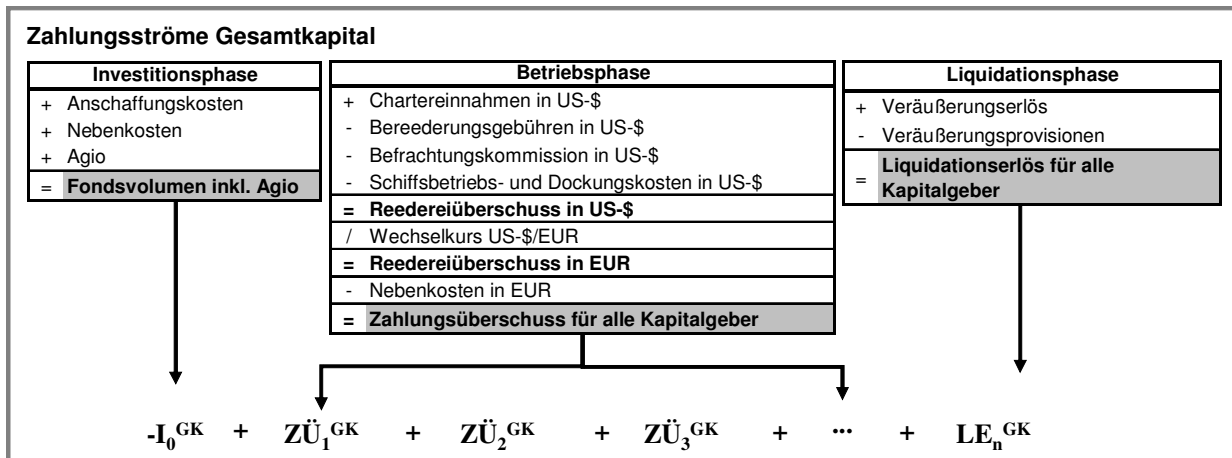 Zahlungsströme Gesamtkapital
Investitionsphase
+ Anschaffungskosten
+ Nebenkosten
+ Agio
= Fondsvolumen inkl. Agio
Betriebsphase
+ Chartereinnahmen in US-$
- Bereederungsgebühren in US-$
- Befrachtungskommission in US-$
- Schiffsbetriebs- und Dockungskosten in US-$
= Reedereiüberschuss in US-$
/ Wechselkurs US-$/EUR
= Reedereiüberschuss in EUR
- Nebenkosten in EUR
= Zahlungsüberschuss für alle Kapitalgeber
Liquidationsphase
+ Veräußerungserlös
- Veräußerungsprovisionen
= Liquidationserlös für alle
Kapitalgeber
-I₀ᴳᴷ + ZÜ₁ᴳᴷ + ZÜ₂ᴳᴷ + ZÜ₃ᴳᴷ + ... + LEₙᴳᴷ